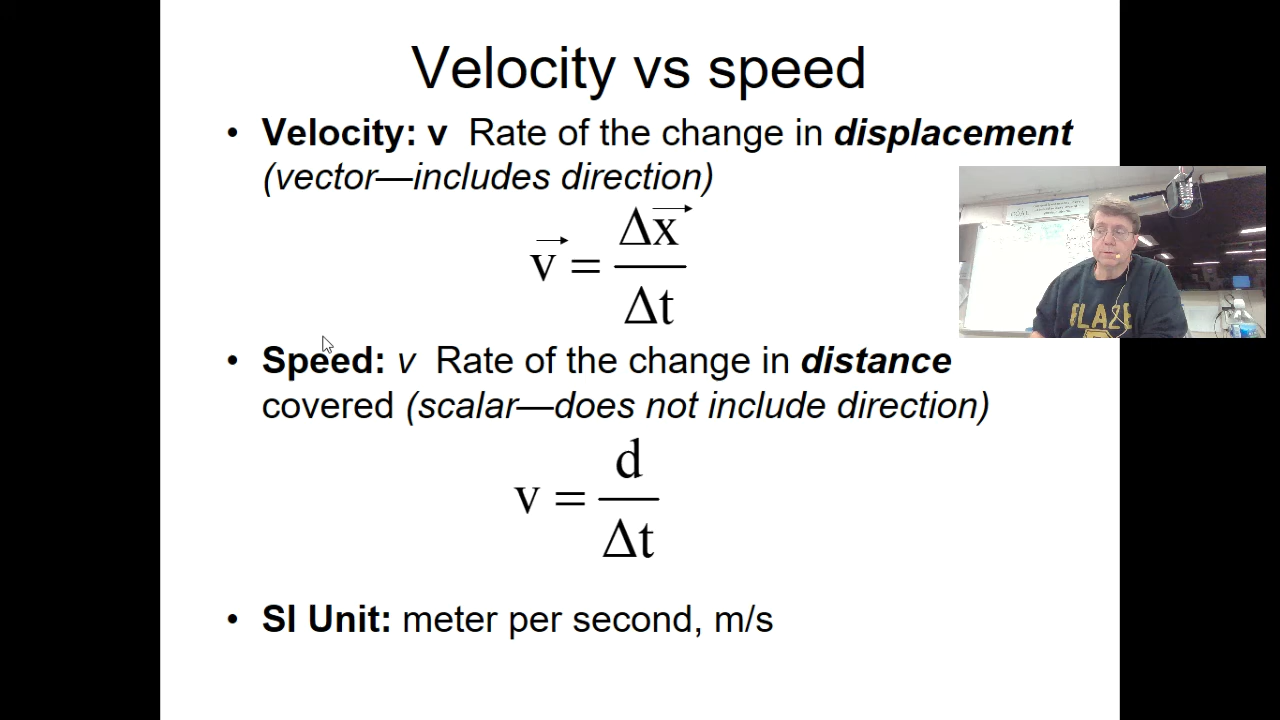 Velocity vs speed
• Velocity: v Rate of the change in displacement
(vector—includes direction)
v = Δx / Δt
• Speed: v Rate of the change in distance
covered (scalar—does not include direction)
v = d / Δt
• SI Unit: meter per second, m/s